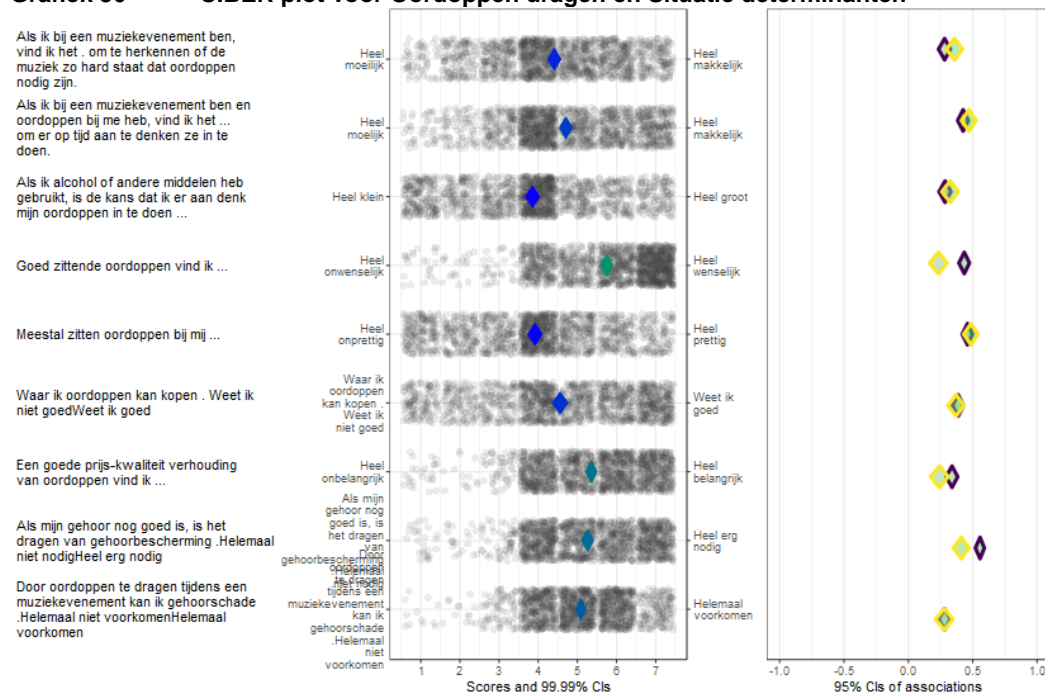 Als ik bij een muziekevenement ben,
vind ik het . om te herkennen of de
muziek zo hard staat dat oordoppen
nodig zijn.
Heel
moeilijk
Heel
makkelijk
Als ik bij een muziekevenement ben en
oordoppen bij me heb, vind ik het ...
om er op tijd aan te denken ze in te
doen.
Heel
moelijk
Heel
makkelijk
Als ik alcohol of andere middelen heb
gebruikt, is de kans dat ik er aan denk
mijn oordoppen in te doen ...
Heel klein
Heel groot
Goed zittende oordoppen vind ik ...
Heel
onwenselijk
Heel
wenselijk
Meestal zitten oordoppen bij mij ...
Heel
onprettig
Heel
prettig
Waar ik oordoppen kan kopen . Weet ik
niet goedWeet ik goed
Waar ik
oordoppen
kan kopen .
Weet ik
niet goed
Weet ik
goed
Een goede prijs-kwaliteit verhouding
van oordoppen vind ik ...
Heel
onbelangrijk
Heel
belangrijk
Als mijn gehoor nog goed is, is het
dragen van gehoorbescherming .Helemaal
niet nodigHeel erg nodig
Als mijn
gehoor nog
goed is, is
het dragen
van
gehoorbescherming
.Helemaal
niet nodig
Heel erg
nodig
Door oordoppen te dragen tijdens een
muziekevenement kan ik gehoorschade
.Helemaal niet voorkomenHelemaal
voorkomen
Door
oordoppen
te dragen
tijdens een
muziekevenement
kan ik
gehoorschade
.Helemaal
niet
voorkomen
Helemaal
voorkomen
1 2 3 4 5 6 7
Scores and 99.99% CIs
-1.0 -0.5 0.0 0.5 1.0
95% CIs of associations